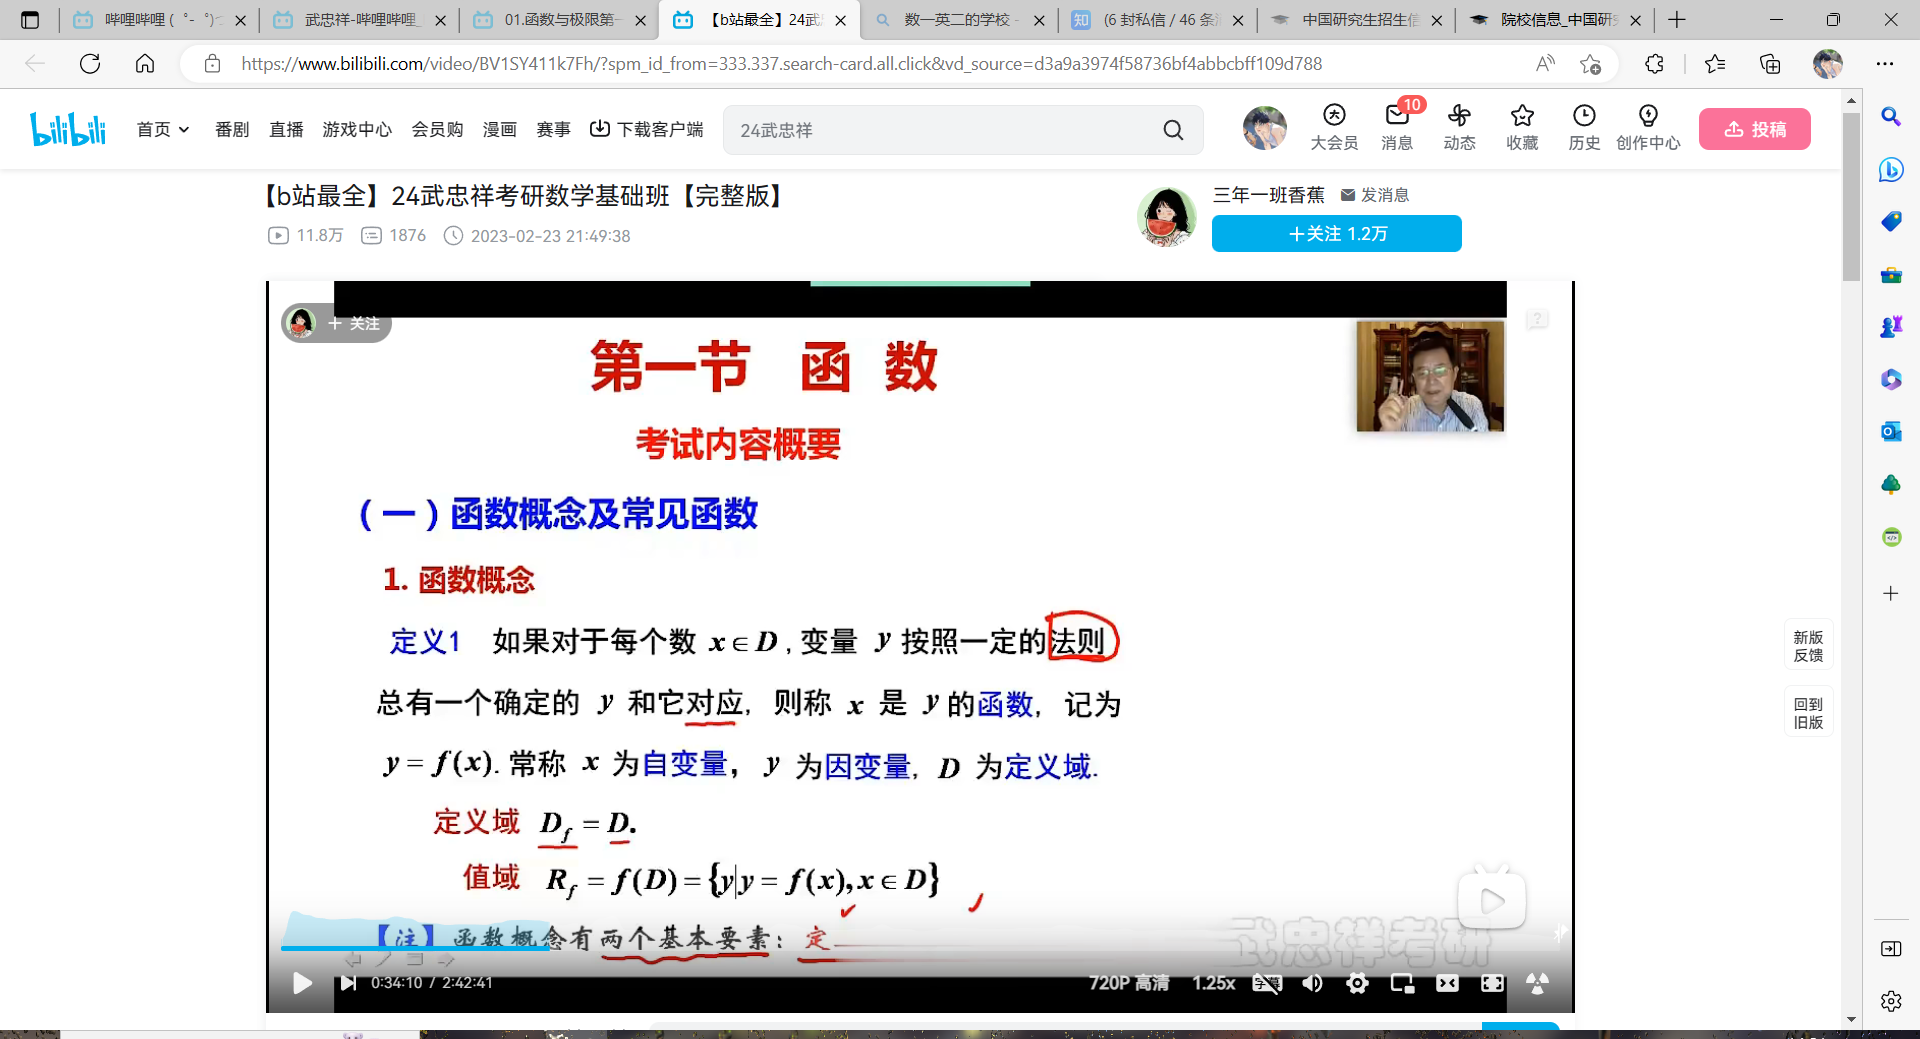 哔哩哔哩 (゜-゜)つ
武忠祥-哔哩哔哩_
01.函数与极限第一
【b站最全】24武忠
数一英二的学校 -
知 (6 封私信 / 46 条消
中国研究生招生信
院校信息_中国研究
https://www.bilibili.com/video/BV1SY411k7Fh/?spm_id_from=333.337.search-card.all.click&vd_source=d3a9a3974f58736bf4abbcbff109d788
bilibili 首页 番剧 直播 游戏中心 会员购 漫画 赛事 下载客户端 24武忠祥 大会员 10 消息 动态 收藏 历史 创作中心 投稿
【b站最全】24武忠祥考研数学基础班【完整版】
11.8万 1876 2023-02-23 21:49:38
三年一班香蕉 发消息
+关注 1.2万
+ 关注
第一节 函 数
考试内容概要
（一）函数概念及常见函数
1. 函数概念
定义1 如果对于每个数 x∈D，变量 y 按照一定的法则
总有一个确定的 y 和它对应，则称 x 是 y 的函数，记为
y = f(x). 常称 x 为自变量，y 为因变量，D 为定义域.
定义域 D_f = D.
值域 R_f = f(D) = {y|y = f(x), x∈D}
【注】 函数概念有两个基本要素：定
武忠祥考研
0:34:10 / 2:42:41 720P 高清 1.25x 字幕
新版
反馈
回到
旧版